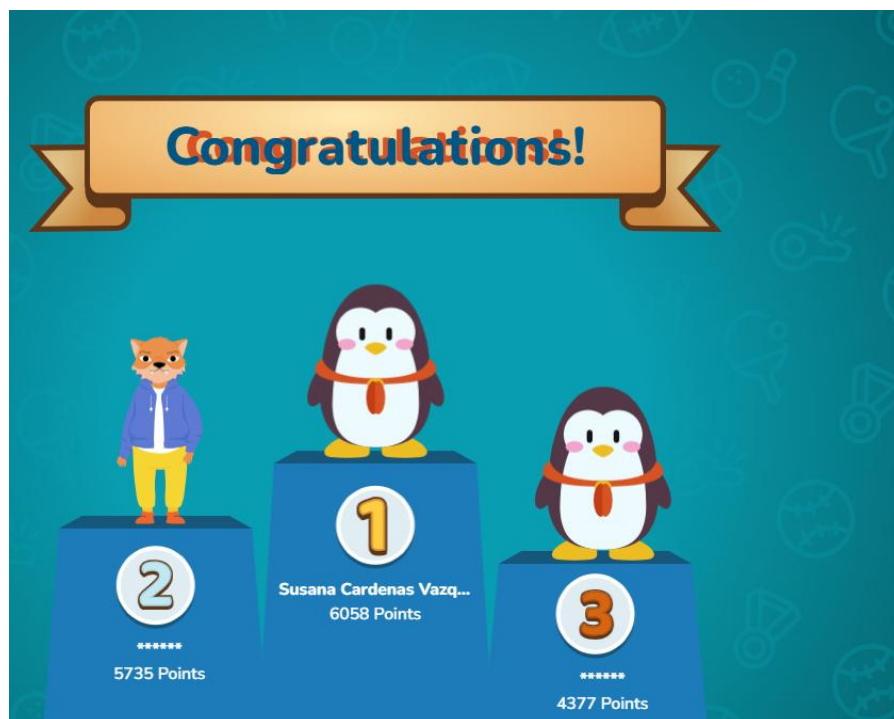 Congratulations!
1
Susana Cardenas Vazq...
6058 Points
2
******
5735 Points
3
******
4377 Points